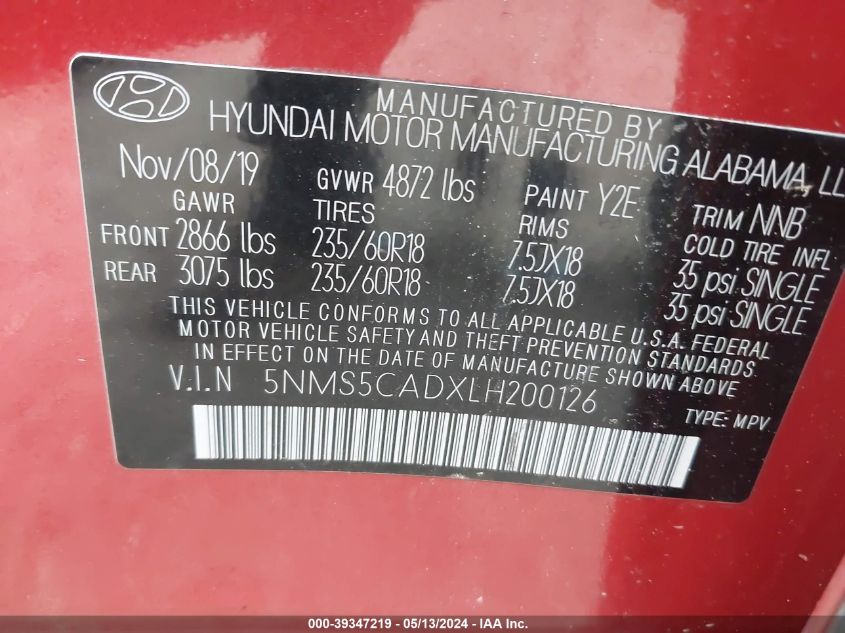 MANUFACTURED BY
HYUNDAI MOTOR MANUFACTURING ALABAMA, LL
Nov/08/19 GVWR 4872 lbs PAINT Y2E TRIM NNB
GAWR TIRES RIMS COLD TIRE INFL
FRONT 2866 lbs 235/60R18 7.5JX18 35 psi SINGLE
REAR 3075 lbs 235/60R18 7.5JX18 35 psi SINGLE
THIS VEHICLE CONFORMS TO ALL APPLICABLE U.S.A. FEDERAL
MOTOR VEHICLE SAFETY AND THEFT PREVENTION STANDARDS
IN EFFECT ON THE DATE OF MANUFACTURE SHOWN ABOVE
V.I.N 5NMS5CADXLH200126
TYPE: MPV
000-39347219 - 05/13/2024 - IAA Inc.